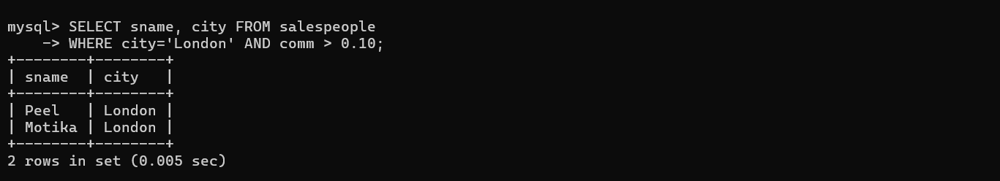 mysql> SELECT sname, city FROM salespeople
    -> WHERE city='London' AND comm > 0.10;
+--------+--------+
| sname  | city   |
+--------+--------+
| Peel   | London |
| Motika | London |
+--------+--------+
2 rows in set (0.005 sec)